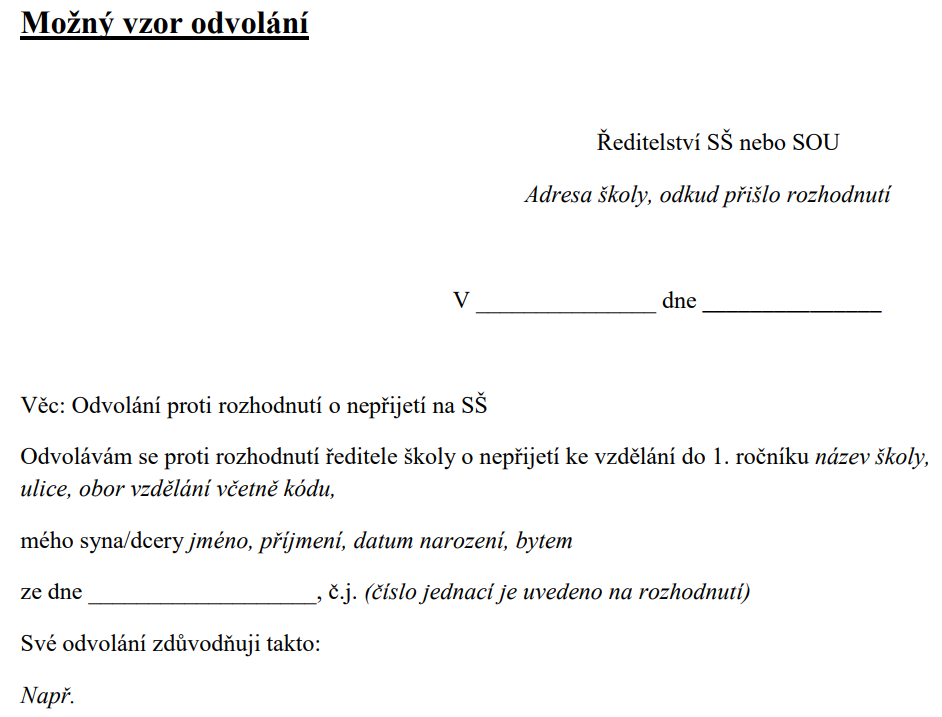 Možný vzor odvolání
Ředitelství SŠ nebo SOU
Adresa školy, odkud přišlo rozhodnutí
V _______________ dne _______________
Věc: Odvolání proti rozhodnutí o nepřijetí na SŠ
Odvolávám se proti rozhodnutí ředitele školy o nepřijetí ke vzdělání do 1. ročníku název školy,
ulice, obor vzdělání včetně kódu,
mého syna/dcery jméno, příjmení, datum narození, bytem
ze dne ___________________, č.j. (číslo jednací je uvedeno na rozhodnutí)
Své odvolání zdůvodňuji takto:
Např.